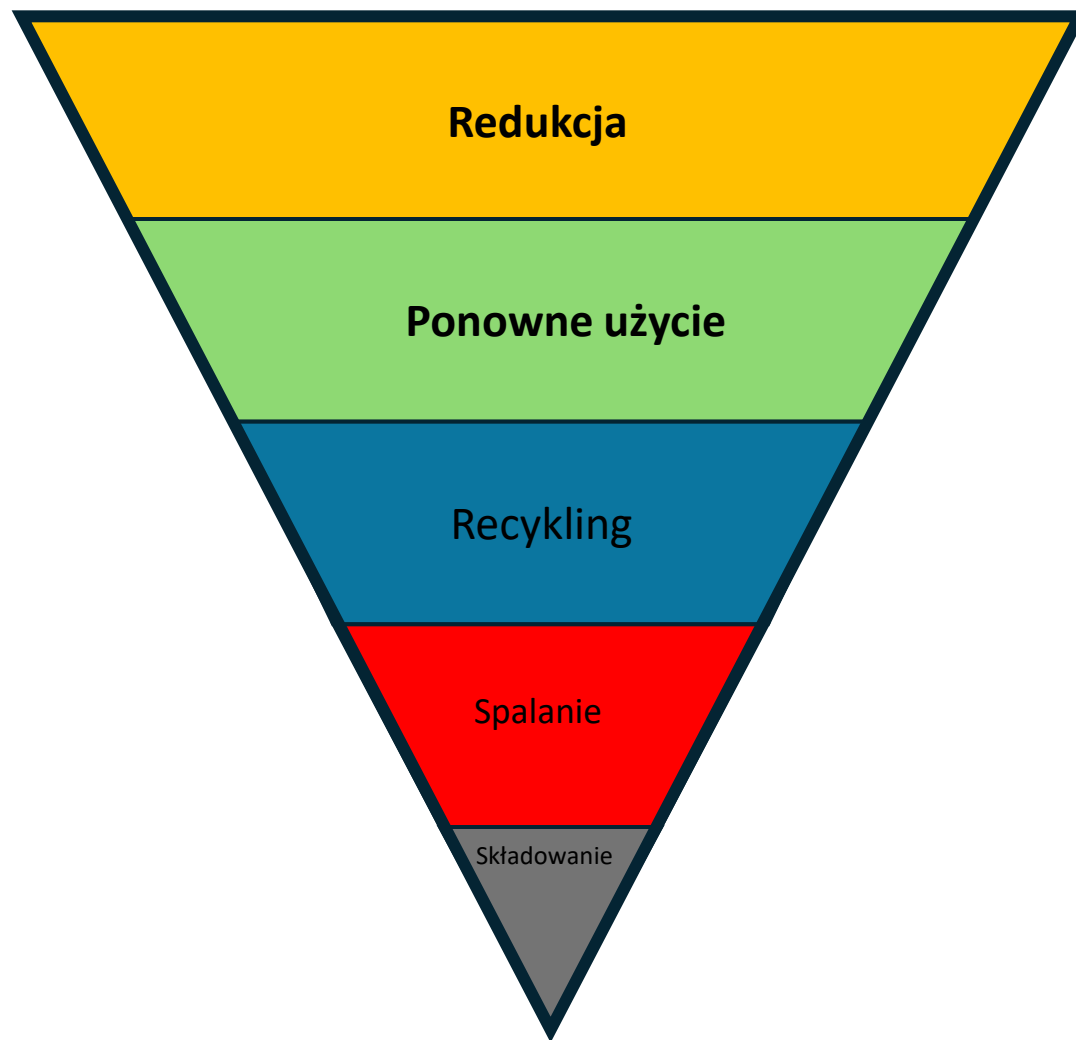 Redukcja
Ponowne użycie
Recykling
Spalanie
Składowanie